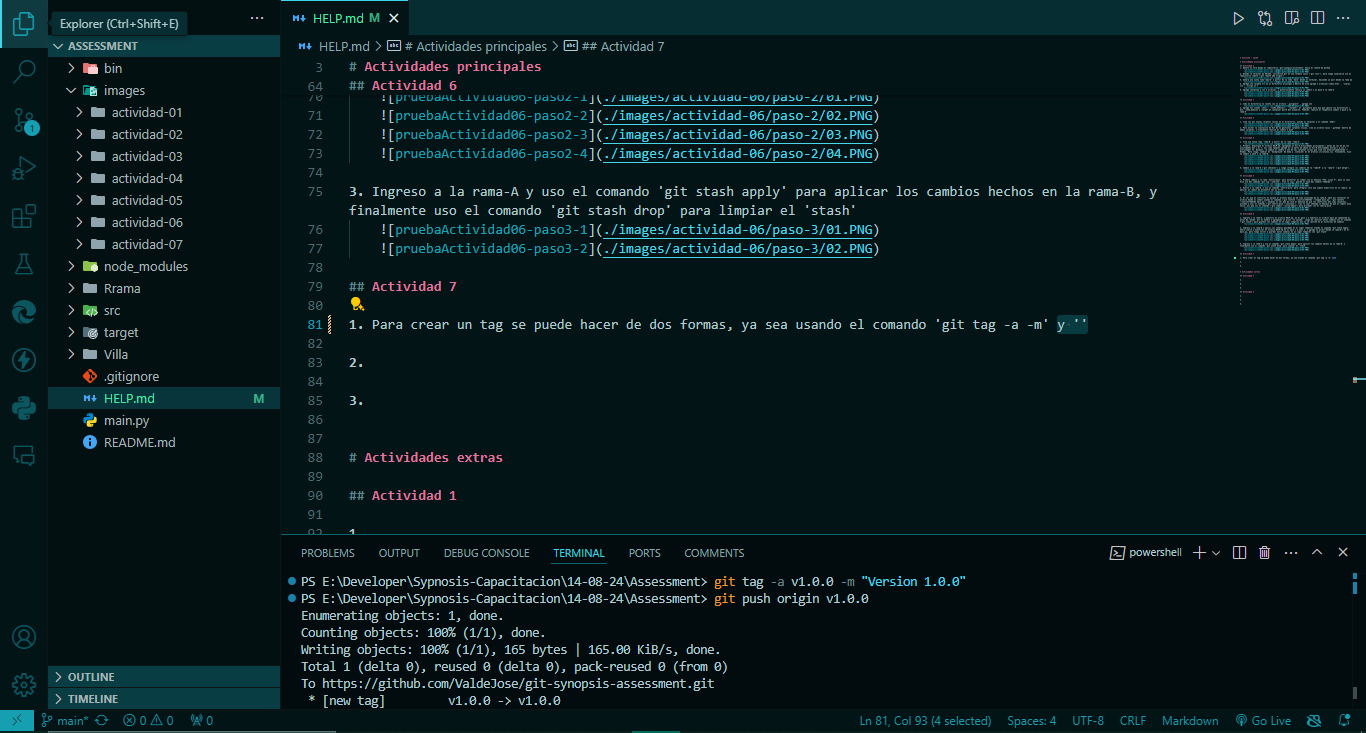 Explorer (Ctrl+Shift+E)
HELP.md M
HELP.md > # Actividades principales > ## Actividad 7
ASSESSMENT
bin
images
actividad-01
actividad-02
actividad-03
actividad-04
actividad-05
actividad-06
actividad-07
node_modules
Rrama
src
target
Villa
.gitignore
HELP.md M
main.py
README.md
OUTLINE
TIMELINE
1
3 # Actividades principales
64 ## Actividad 6
70 ![pruebaActividad06-paso2-1](./images/actividad-06/paso-2/01.PNG)
71 ![pruebaActividad06-paso2-2](./images/actividad-06/paso-2/02.PNG)
72 ![pruebaActividad06-paso2-3](./images/actividad-06/paso-2/03.PNG)
73 ![pruebaActividad06-paso2-4](./images/actividad-06/paso-2/04.PNG)
74
75 3. Ingreso a la rama-A y uso el comando 'git stash apply' para aplicar los cambios hechos en la rama-B, y
finalmente uso el comando 'git stash drop' para limpiar el 'stash'
76 ![pruebaActividad06-paso3-1](./images/actividad-06/paso-3/01.PNG)
77 ![pruebaActividad06-paso3-2](./images/actividad-06/paso-3/02.PNG)
78
79 ## Actividad 7
80
81 1. Para crear un tag se puede hacer de dos formas, ya sea usando el comando 'git tag -a -m' y ''
82
83 2.
84
85 3.
86
87
88 # Actividades extras
89
90 ## Actividad 1
91
92 1
PROBLEMS OUTPUT DEBUG CONSOLE TERMINAL PORTS COMMENTS
powershell
PS E:\Developer\Sypnosis-Capacitacion\14-08-24\Assessment> git tag -a v1.0.0 -m "Version 1.0.0"
PS E:\Developer\Sypnosis-Capacitacion\14-08-24\Assessment> git push origin v1.0.0
Enumerating objects: 1, done.
Counting objects: 100% (1/1), done.
Writing objects: 100% (1/1), 165 bytes | 165.00 KiB/s, done.
Total 1 (delta 0), reused 0 (delta 0), pack-reused 0 (from 0)
To https://github.com/ValdeJose/git-synopsis-assessment.git
* [new tag] v1.0.0 -> v1.0.0
main* 0 0 0 Ln 81, Col 93 (4 selected) Spaces: 4 UTF-8 CRLF Markdown Go Live